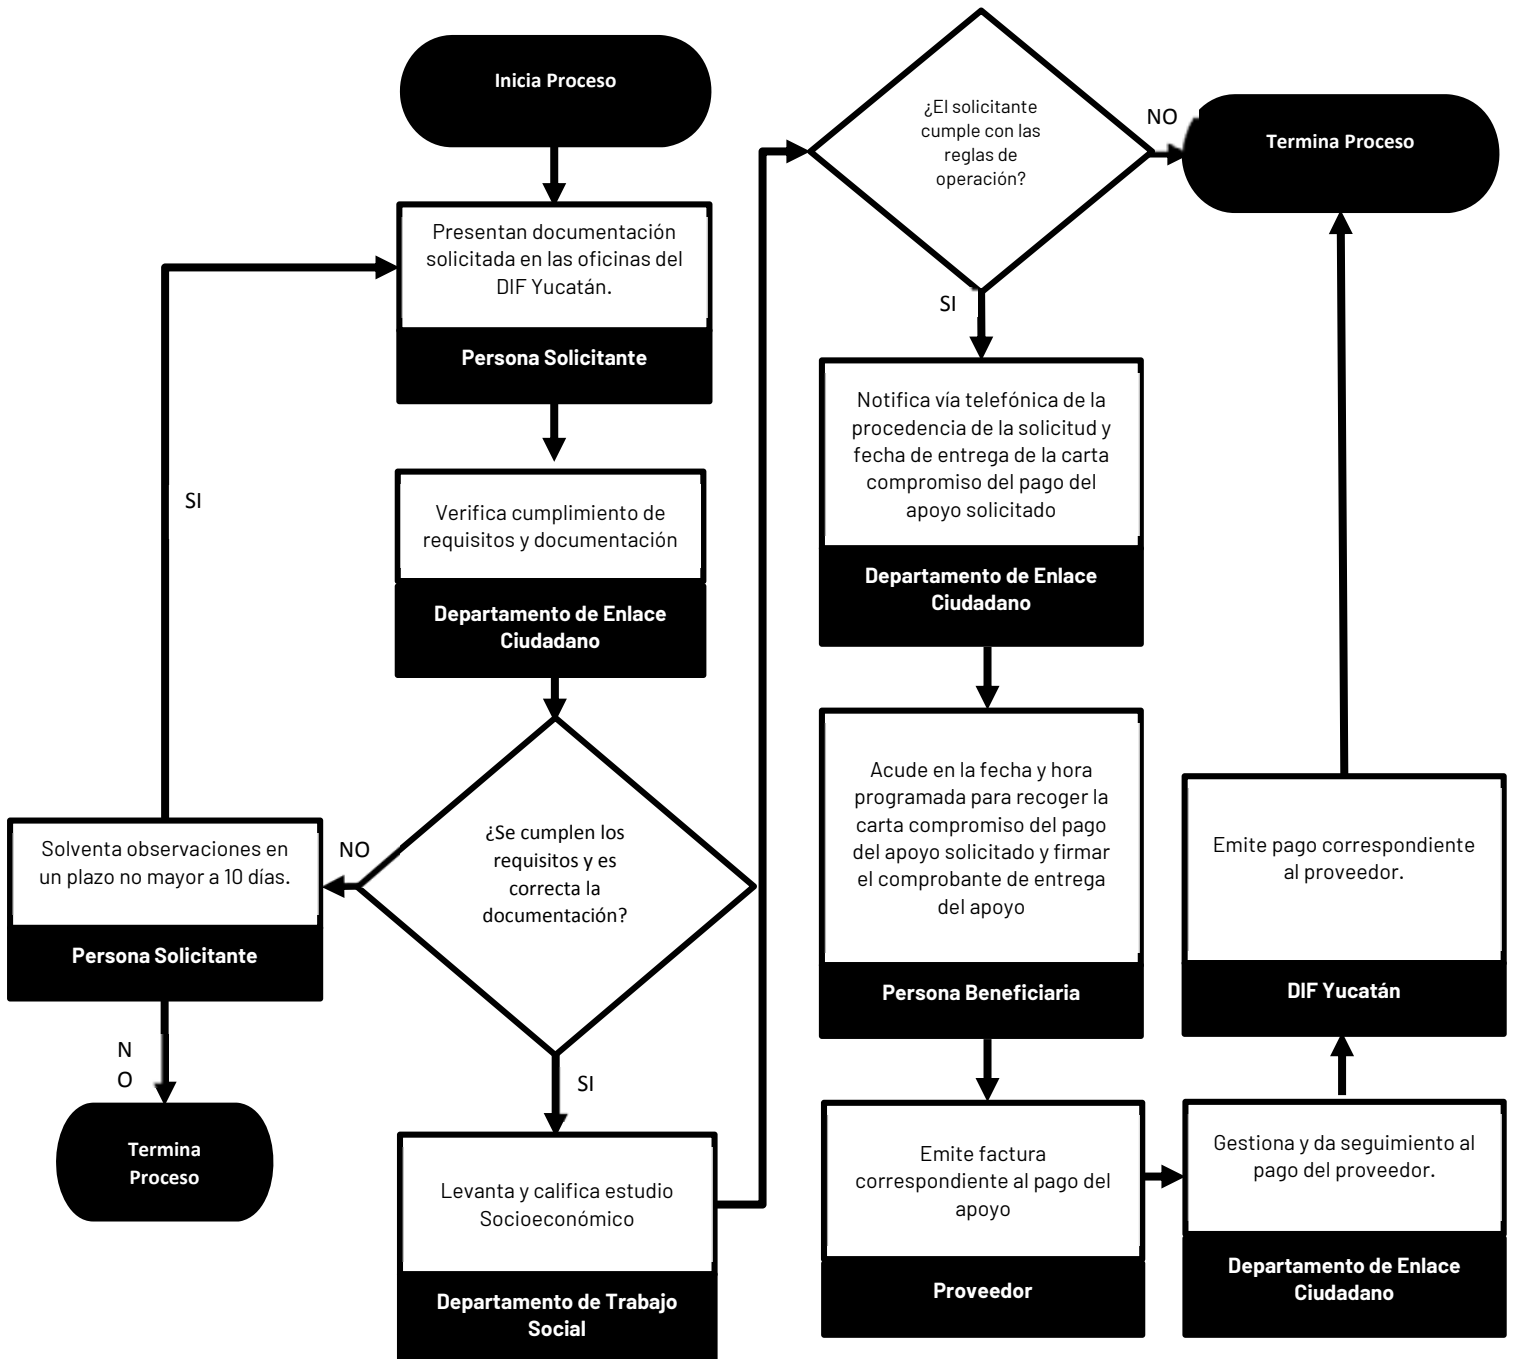 Inicia Proceso
Presentan documentación
solicitada en las oficinas del
DIF Yucatán.
Persona Solicitante
Verifica cumplimiento de
requisitos y documentación
Departamento de Enlace
Ciudadano
¿Se cumplen los
requisitos y es
correcta la
documentación?
NO
Solventa observaciones en
un plazo no mayor a 10 días.
Persona Solicitante
SI
N
O
Termina
Proceso
SI
Levanta y califica estudio
Socioeconómico
Departamento de Trabajo
Social
¿El solicitante
cumple con las
reglas de
operación?
NO
Termina Proceso
SI
Notifica vía telefónica de la
procedencia de la solicitud y
fecha de entrega de la carta
compromiso del pago del
apoyo solicitado
Departamento de Enlace
Ciudadano
Acude en la fecha y hora
programada para recoger la
carta compromiso del pago
del apoyo solicitado y firmar
el comprobante de entrega
del apoyo
Persona Beneficiaria
Emite factura
correspondiente al pago del
apoyo
Proveedor
Gestiona y da seguimiento al
pago del proveedor.
Departamento de Enlace
Ciudadano
Emite pago correspondiente
al proveedor.
DIF Yucatán